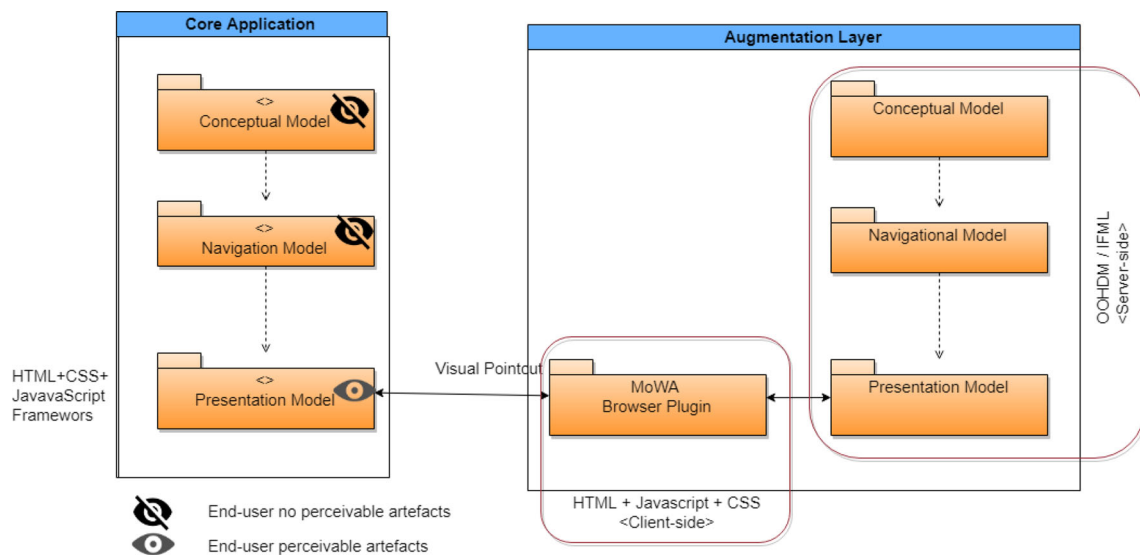 Core Application
<>
Conceptual Model
<>
Navigation Model
<>
Presentation Model
HTML+CSS+
JavavaScript
Framewors
Visual Pointcut
Augmentation Layer
Conceptual Model
Navigational Model
Presentation Model
MoWA
Browser Plugin
OOHDM / IFML
<Server-side>
HTML + Javascript + CSS
<Client-side>
End-user no perceivable artefacts
End-user perceivable artefacts